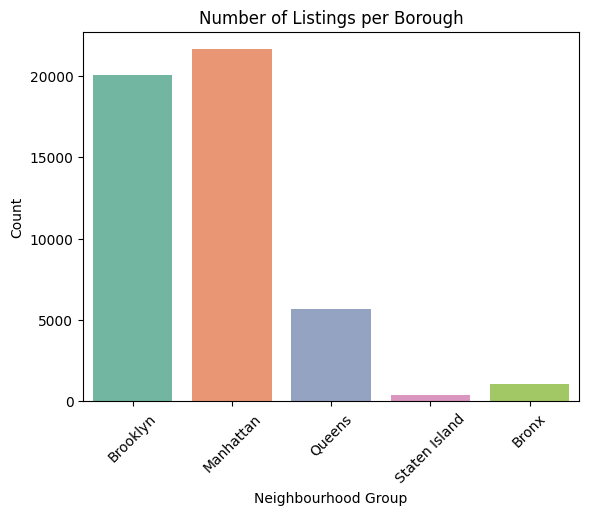 Number of Listings per Borough
Count
20000
15000
10000
5000
0
Brooklyn
Manhattan
Queens
Staten Island
Bronx
Neighbourhood Group